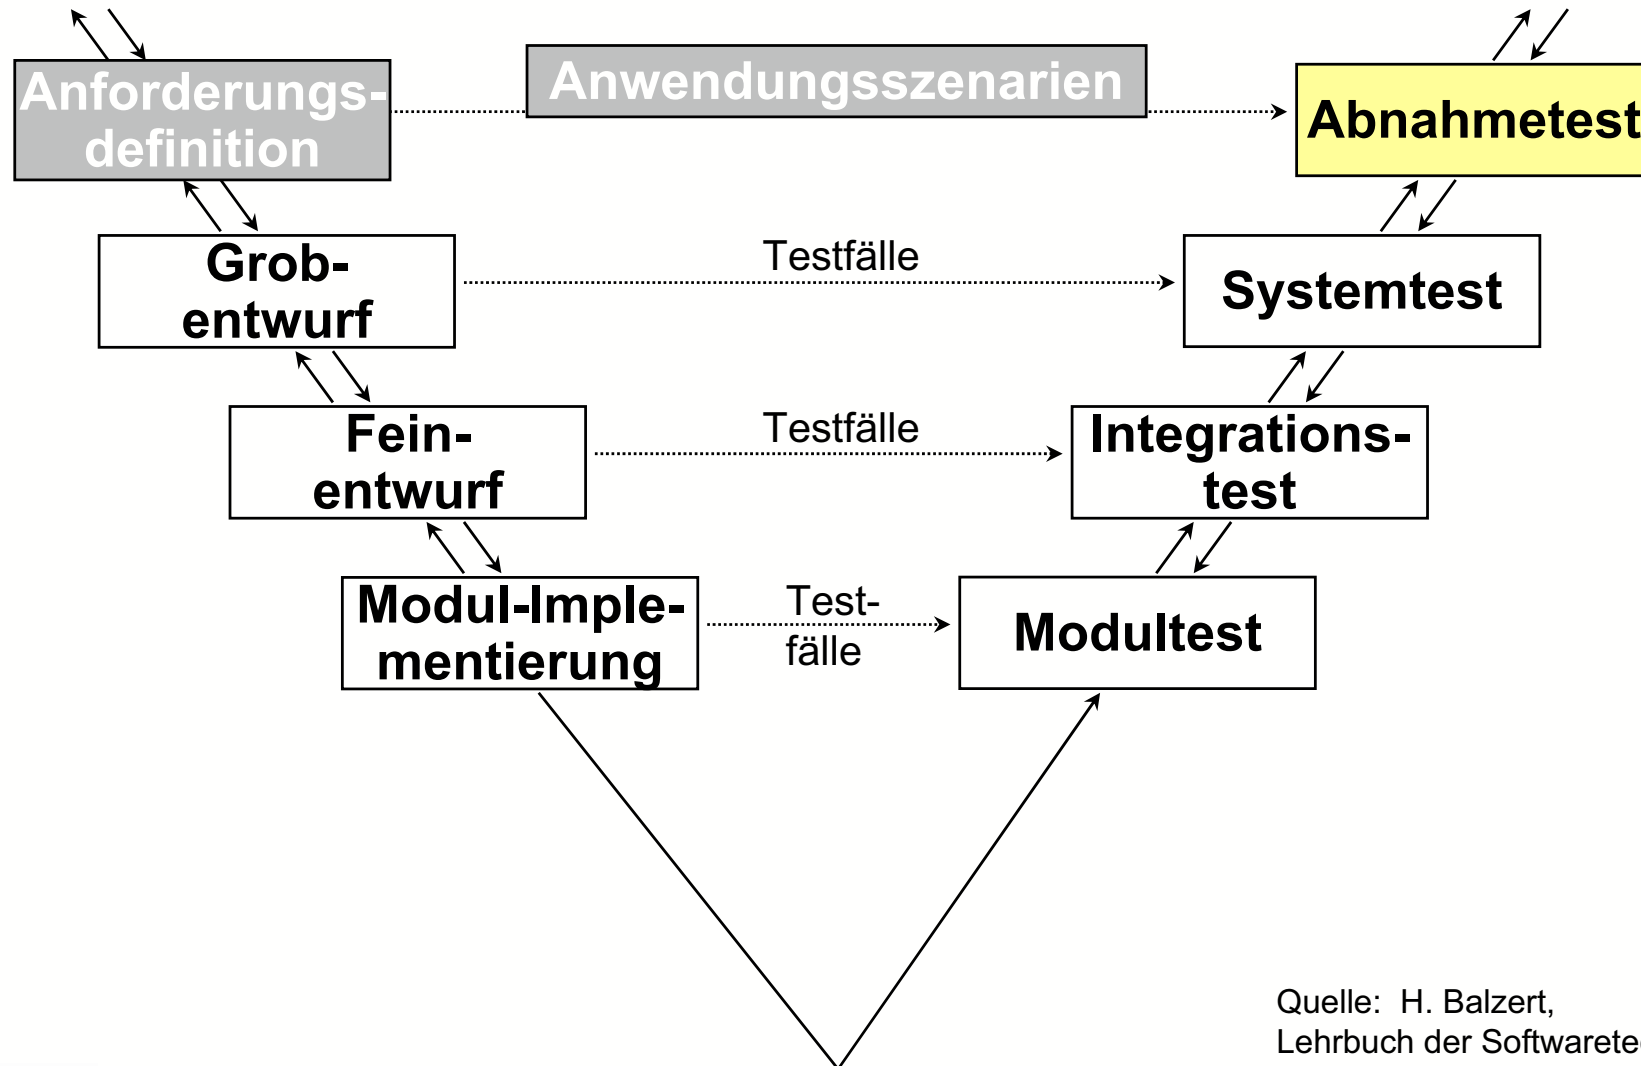 Anforderungs-
definition
Anwendungsszenarien
Abnahmetest
Grob-
entwurf
Testfälle
Systemtest
Fein-
entwurf
Testfälle
Integrations-
test
Modul-Imple-
mentierung
Test-
fälle
Modultest
Quelle: H. Balzert,
Lehrbuch der